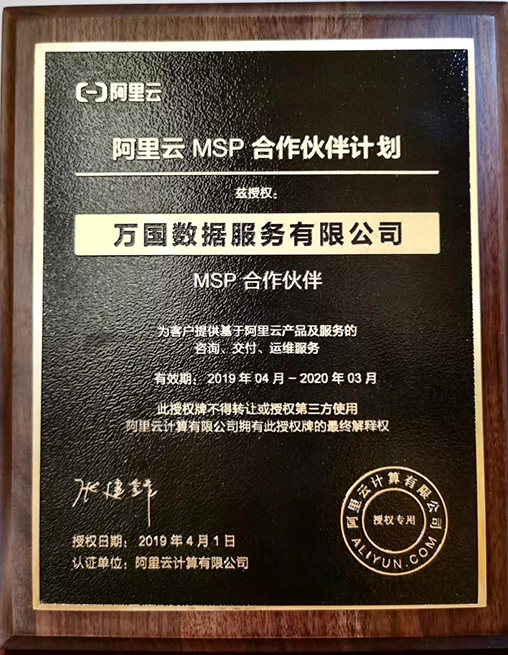 阿里云
阿里云 MSP 合作伙伴计划
兹授权:
万国数据服务有限公司
MSP 合作伙伴
为客户提供基于阿里云产品及服务的
咨询、交付、运维服务
有效期：2019 年 04 月 – 2020 年 03 月
此授权牌不得转让或授权第三方使用
阿里云计算有限公司拥有此授权牌的最终解释权
授权日期：2019 年 4 月 1 日
认证单位：阿里云计算有限公司
阿里云计算有限公司
授权专用
ALIYUN.COM